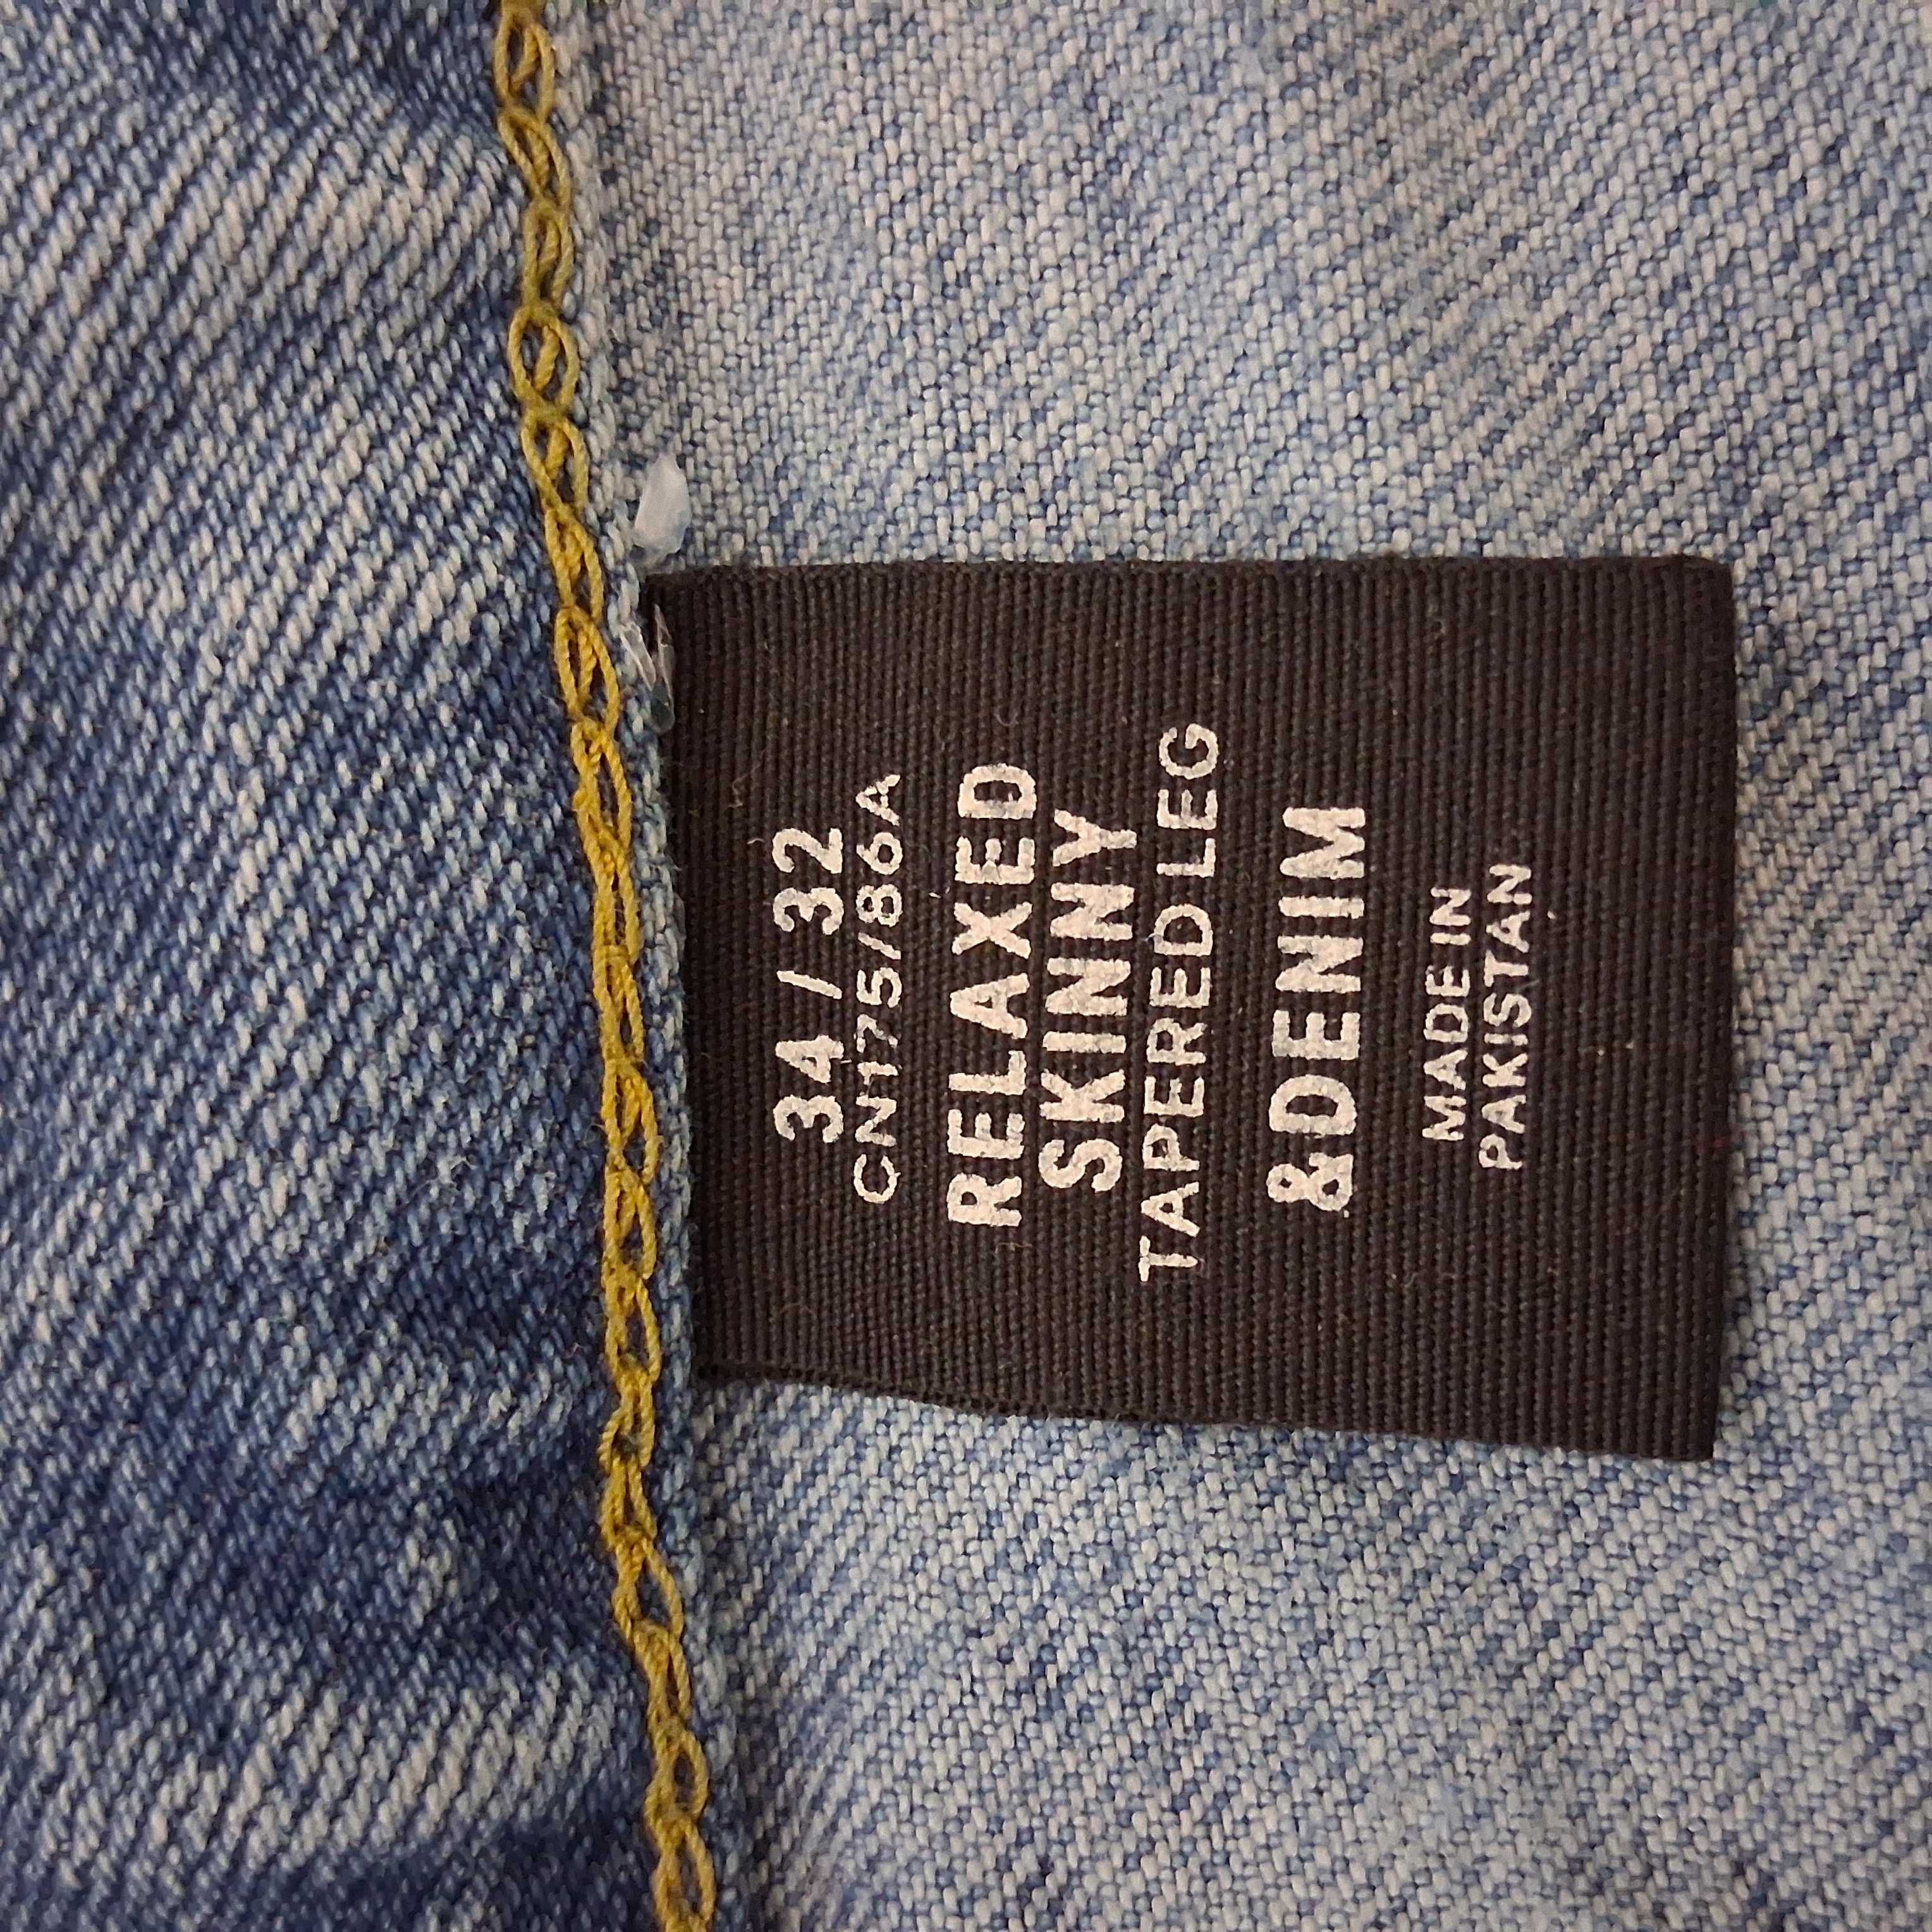 34/32
CN175/86A
RELAXED
SKINNY
TAPERED LEG
&DENIM
MADE IN
PAKISTAN